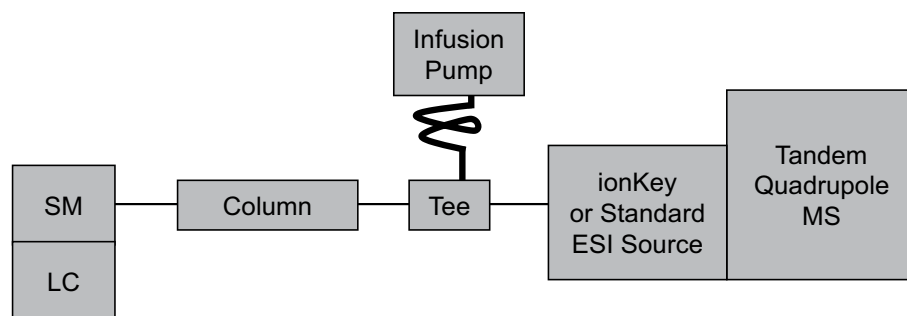 Infusion
Pump
SM
LC
Column
Tee
ionKey
or Standard
ESI Source
Tandem
Quadrupole
MS